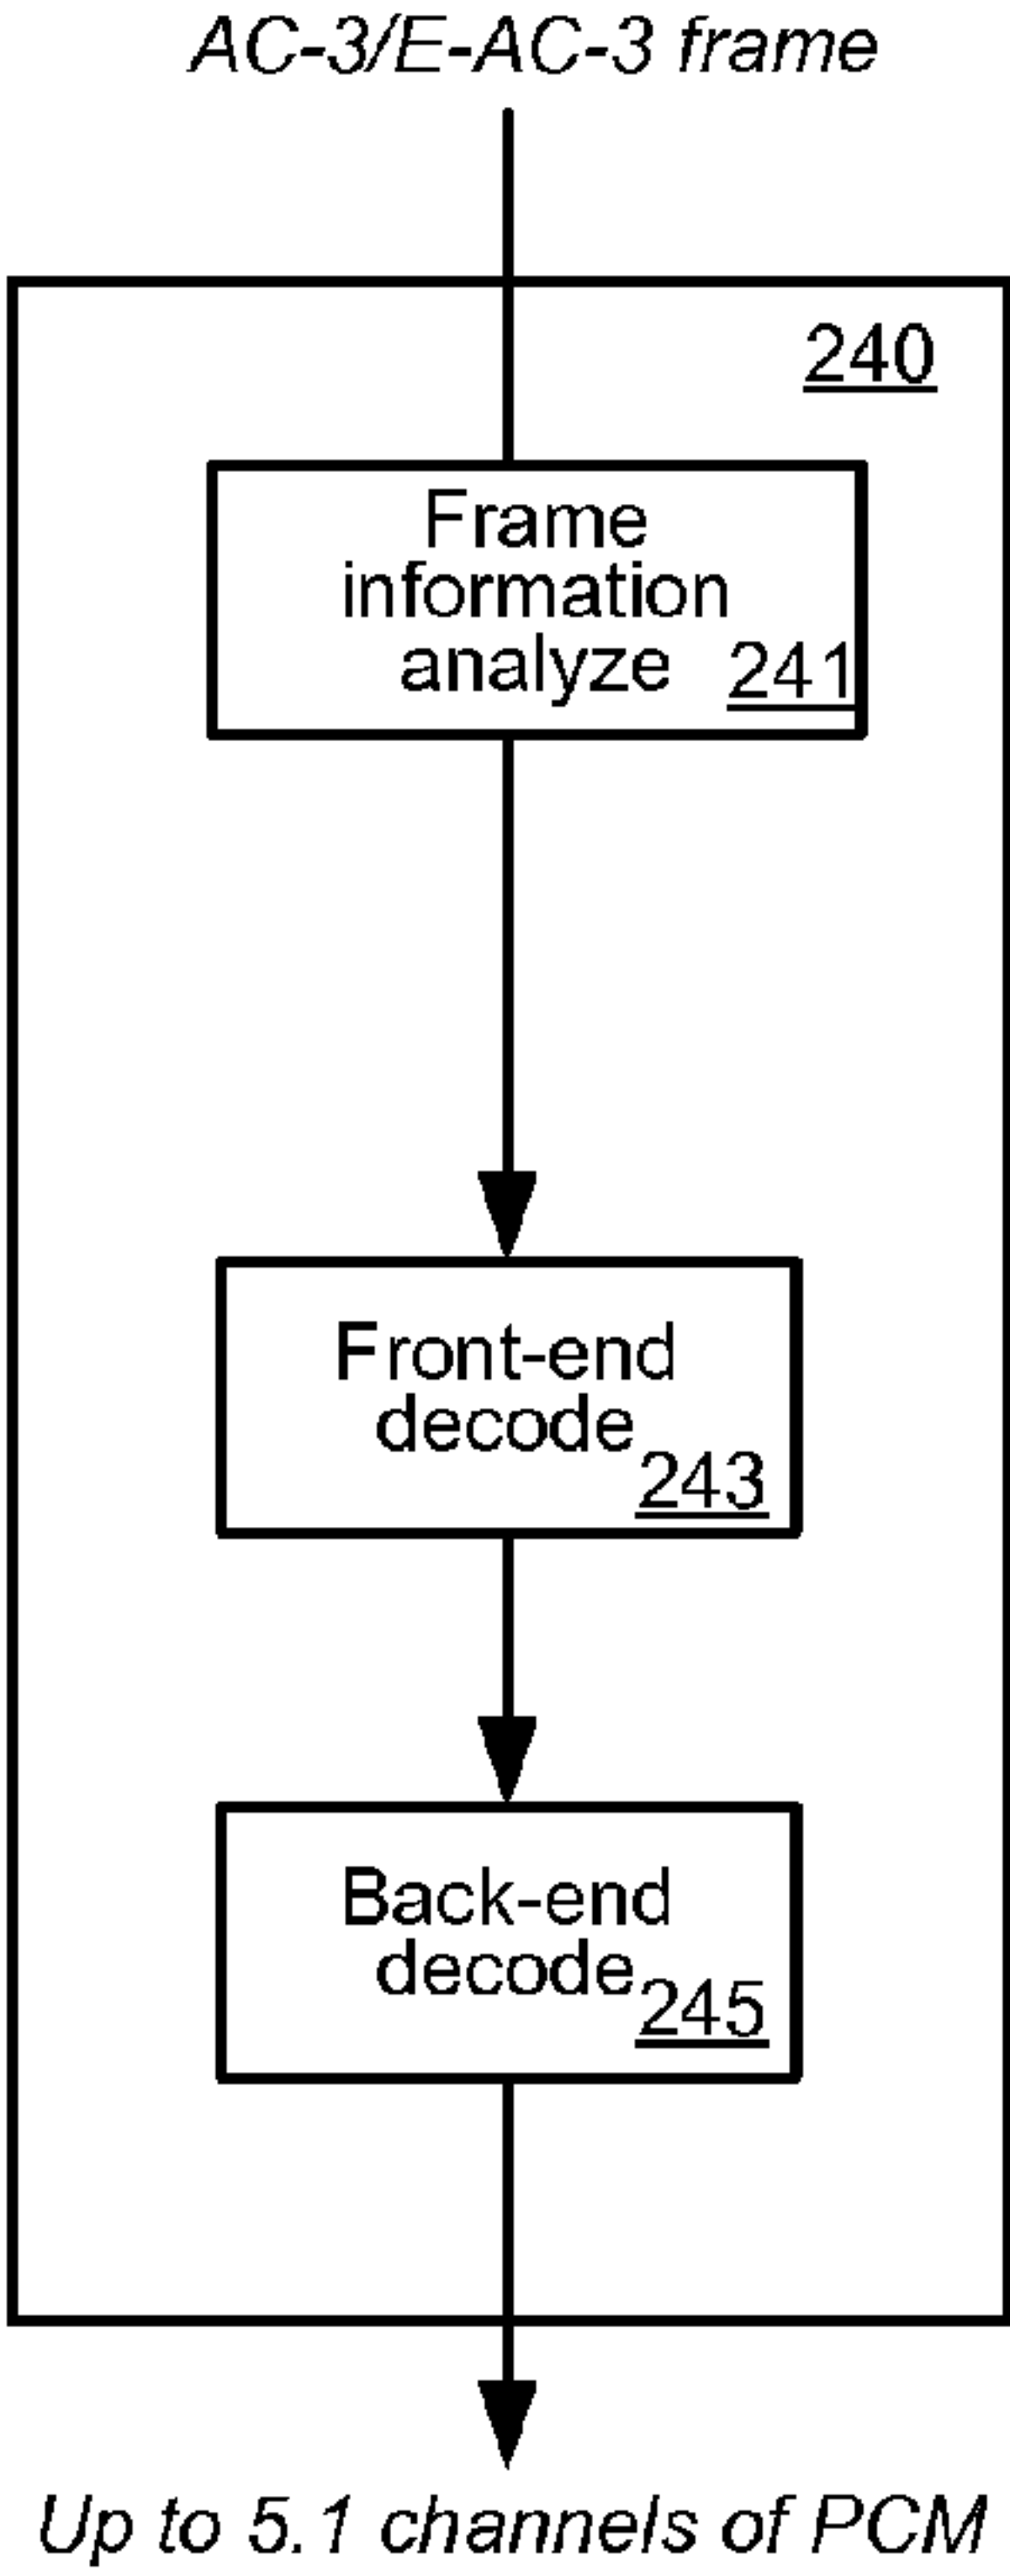 AC-3/E-AC-3 frame
240
Frame
information
analyze 241
Front-end
decode
243
Back-end
decode
245
Up to 5.1 channels of PCM